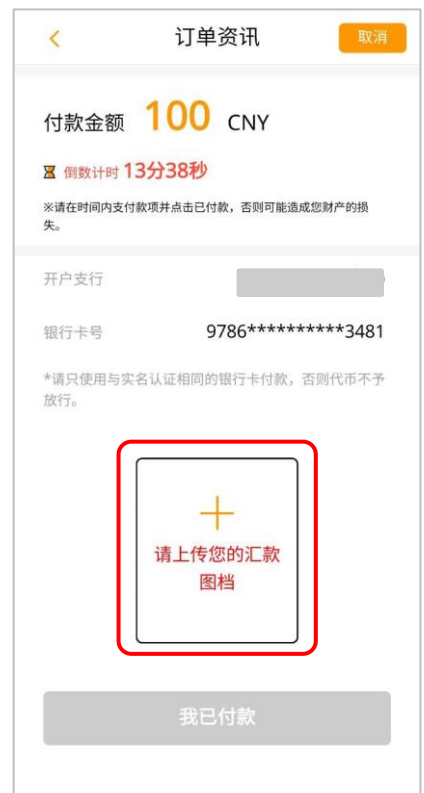 订单资讯
取消
付款金额 100 CNY
倒数计时 13分38秒
※请在时间内支付款项并点击已付款，否则可能造成您财产的损
失。
开户支行
银行卡号 9786**********3481
*请只使用与实名认证相同的银行卡付款，否则代币不予
放行。
请上传您的汇款
图档
我已付款